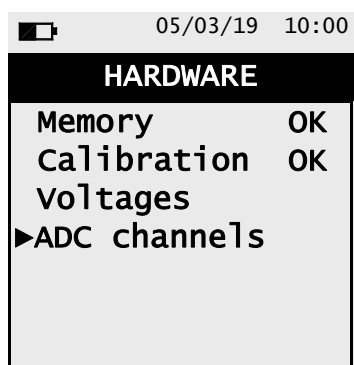 05/03/19 10:00
HARDWARE
Memory OK
Calibration OK
Voltages
►ADC channels